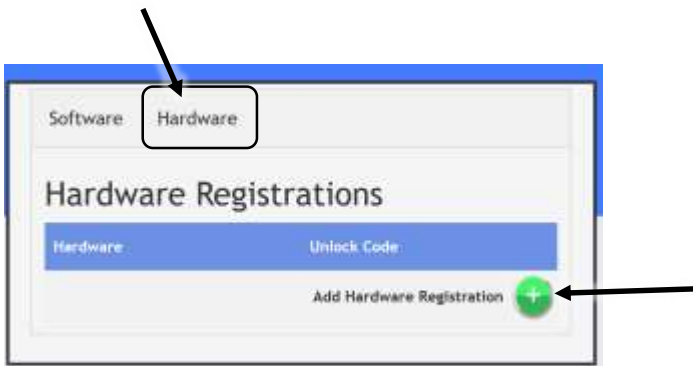 Software Hardware
Hardware Registrations
Hardware Unlock Code
Add Hardware Registration +